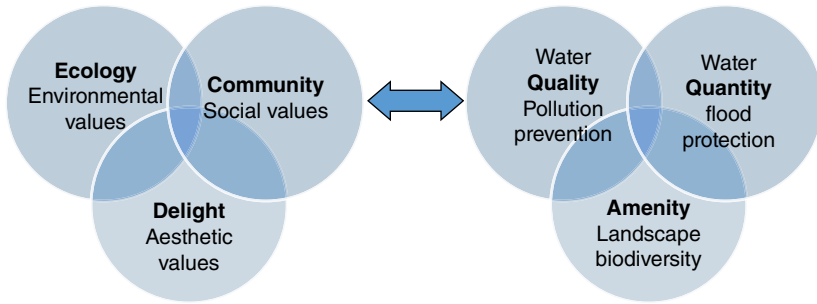 Ecology
Environmental
values
Community
Social values
Delight
Aesthetic
values
Water
Quality
Pollution
prevention
Water
Quantity
flood
protection
Amenity
Landscape
biodiversity